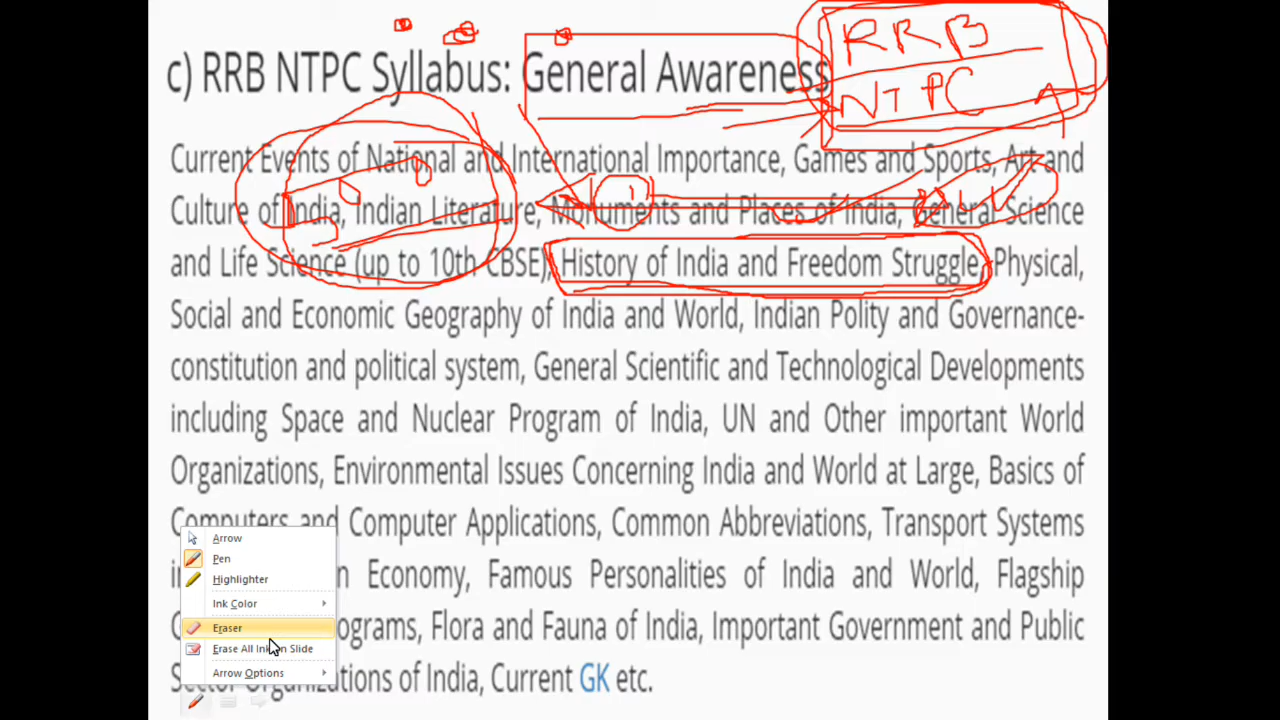 RRB
c) RRB NTPC Syllabus: General Awareness
NTPC
Current Events of National and International Importance, Games and Sports, Art and
Culture of India, Indian Literature, Monuments and Places of India, General Science
and Life Science (up to 10th CBSE), History of India and Freedom Struggle, Physical,
Social and Economic Geography of India and World, Indian Polity and Governance-
constitution and political system, General Scientific and Technological Developments
including Space and Nuclear Program of India, UN and Other important World
Organizations, Environmental Issues Concerning India and World at Large, Basics of
Computers and Computer Applications, Common Abbreviations, Transport Systems
Economy, Famous Personalities of India and World, Flagship
Flora and Fauna of India, Important Government and Public
Sector Organizations of India, Current GK etc.
Arrow
Pen
Highlighter
Ink Color
Eraser
Erase All Ink on Slide
Arrow Options